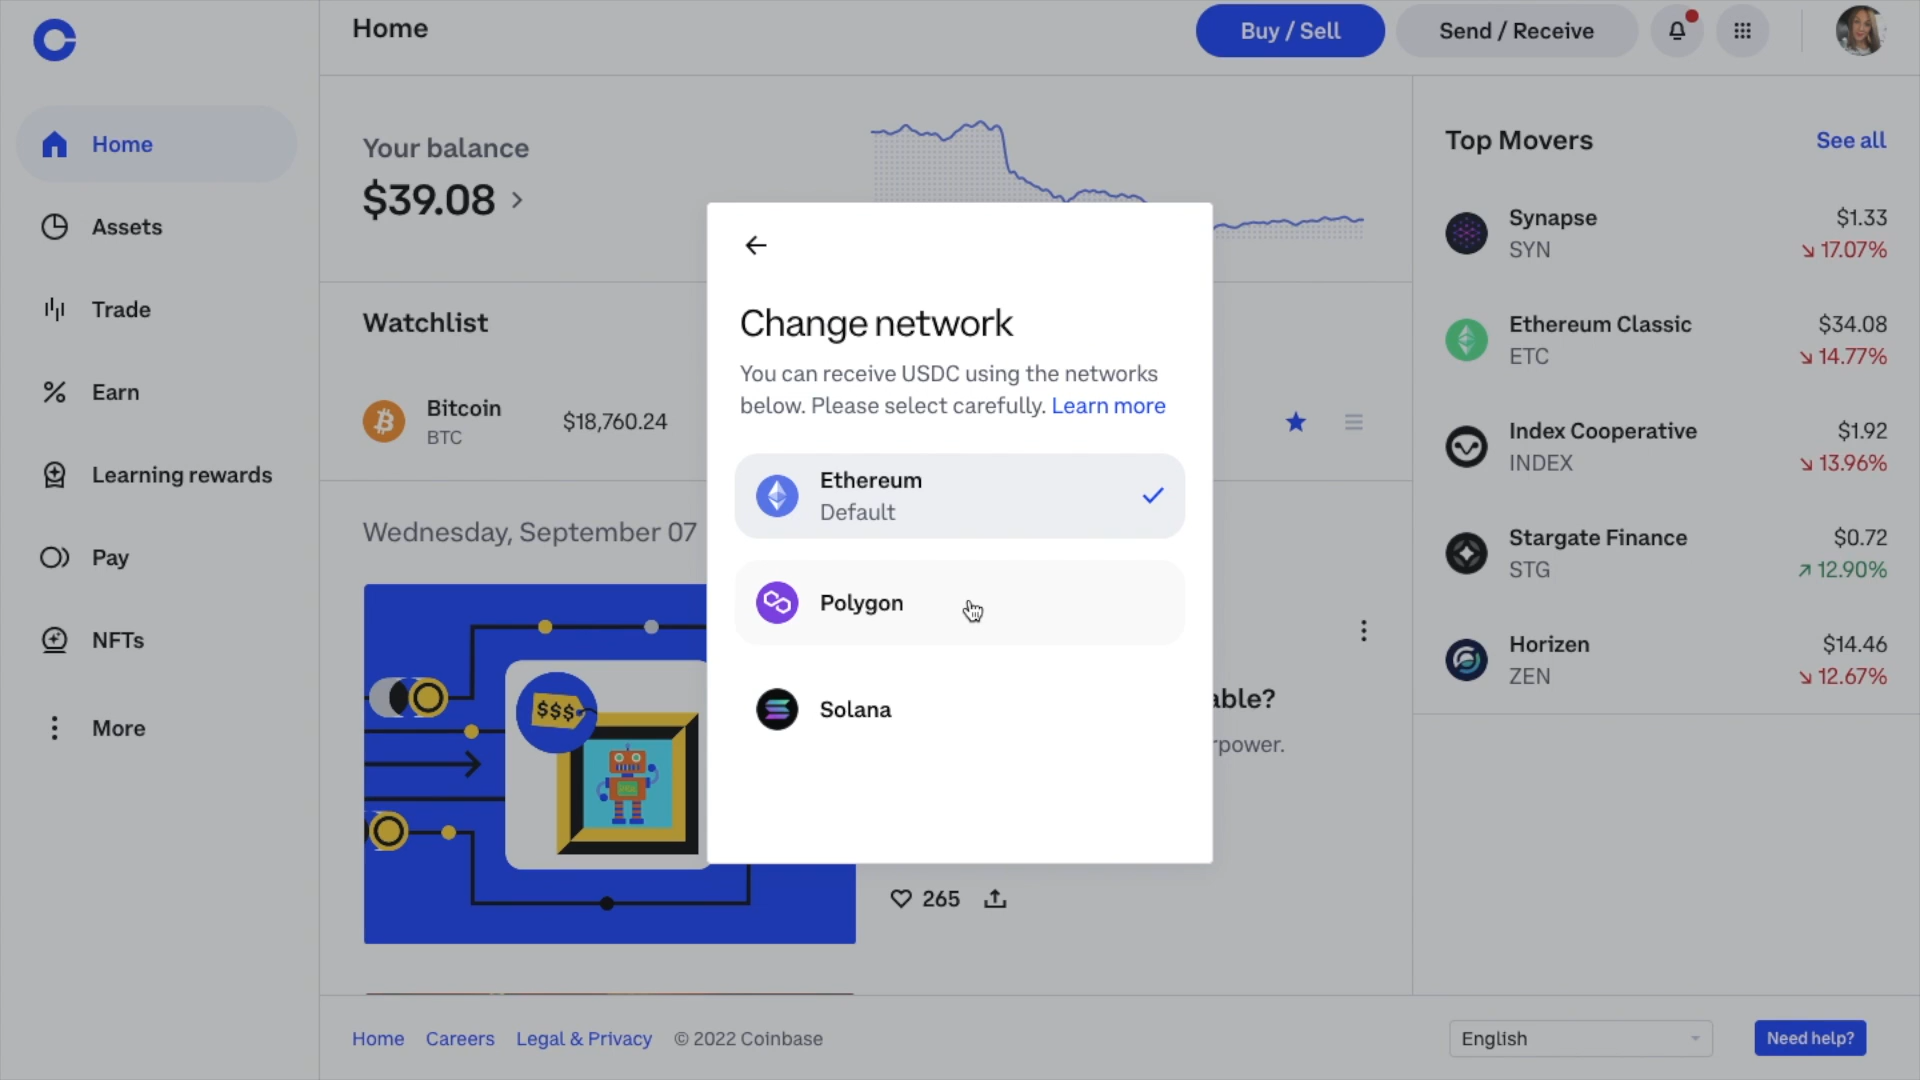 Home
Buy / Sell
Send / Receive
Home
Assets
Trade
Earn
Learning rewards
Pay
NFTs
More
Your balance
$39.08
Watchlist
Bitcoin
BTC
$18,760.24
Wednesday, September 07
$$$
Change network
You can receive USDC using the networks
below. Please select carefully. Learn more
Ethereum
Default
Polygon
Solana
able?
rpower.
265
Top Movers
See all
Synapse
$1.33
SYN
17.07%
Ethereum Classic
$34.08
ETC
14.77%
Index Cooperative
$1.92
INDEX
13.96%
Stargate Finance
$0.72
STG
12.90%
Horizen
$14.46
ZEN
12.67%
Home
Careers
Legal & Privacy
© 2022 Coinbase
English
Need help?